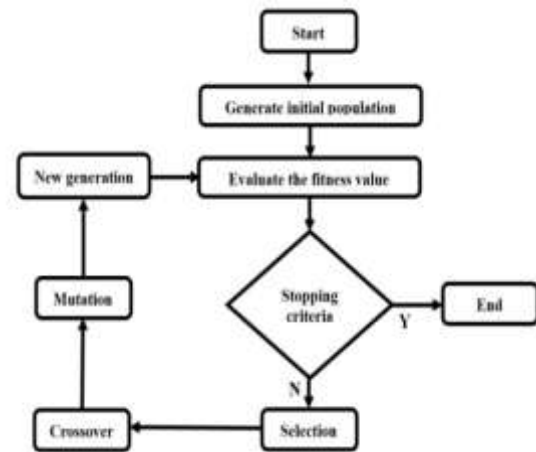 Start
Generate initial population
New generation
Evaluate the fitness value
Mutation
Stopping
criteria
Y
End
N
Crossover
Selection